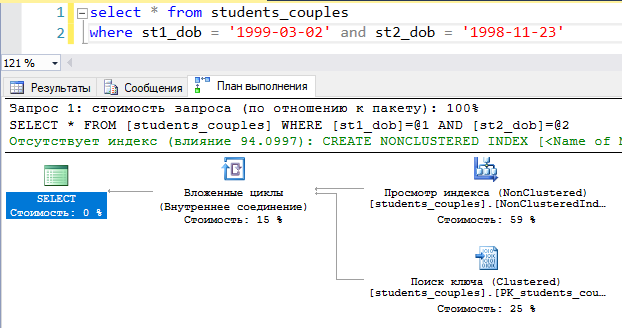 1 select * from students_couples
2 where st1_dob = '1999-03-02' and st2_dob = '1998-11-23'
121 %
Результаты Сообщения План выполнения
Запрос 1: стоимость запроса (по отношению к пакету): 100%
SELECT * FROM [students_couples] WHERE [st1_dob]=@1 AND [st2_dob]=@2
Отсутствует индекс (влияние 94.0997): CREATE NONCLUSTERED INDEX [<Name of M
SELECT
Стоимость: 0 %
Вложенные циклы
(Внутреннее соединение)
Стоимость: 15 %
Просмотр индекса (NonClustered)
[students_couples].[NonClusteredInd…
Стоимость: 59 %
Поиск ключа (Clustered)
[students_couples].[PK_students_cou…
Стоимость: 25 %